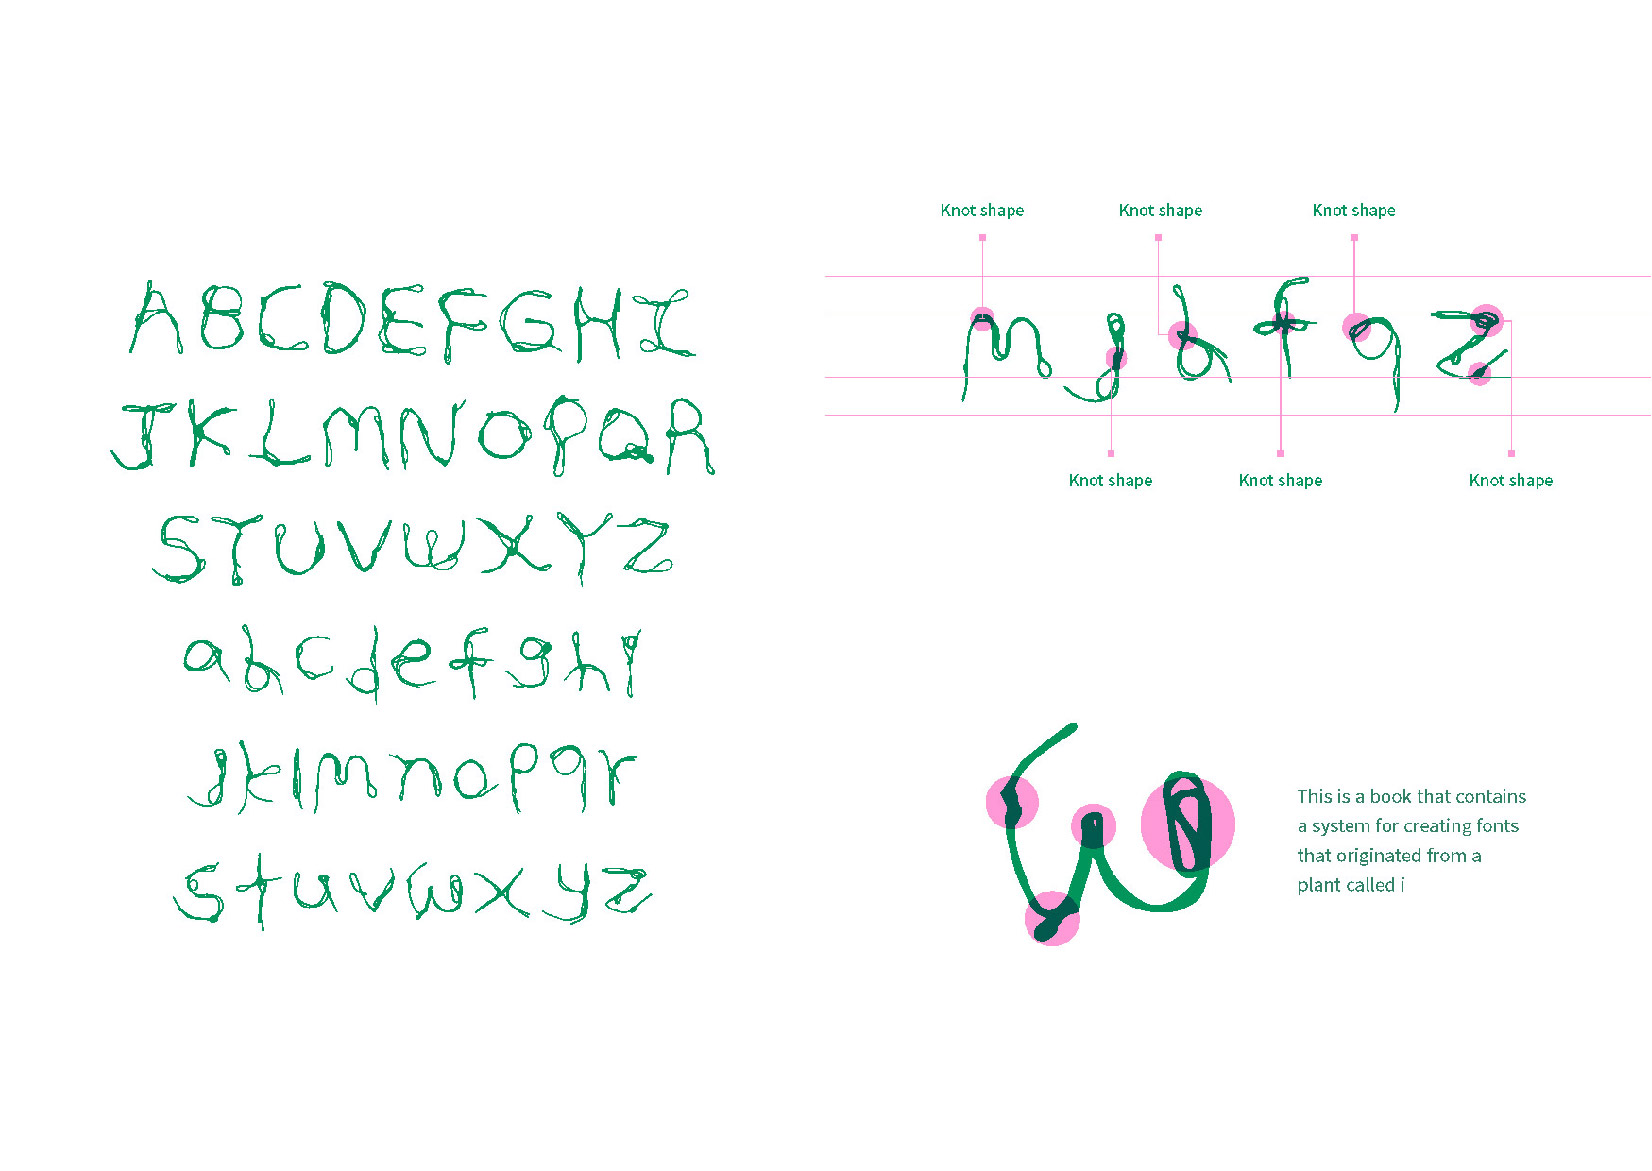 ABCDEFGHI
JKLMNOPQR
STUVWXYZ
abcdefghi
jklmnopqr
stuvwxyz
Knot shape Knot shape Knot shape
mjbfqz
Knot shape Knot shape Knot shape
w
This is a book that contains
a system for creating fonts
that originated from a
plant called i